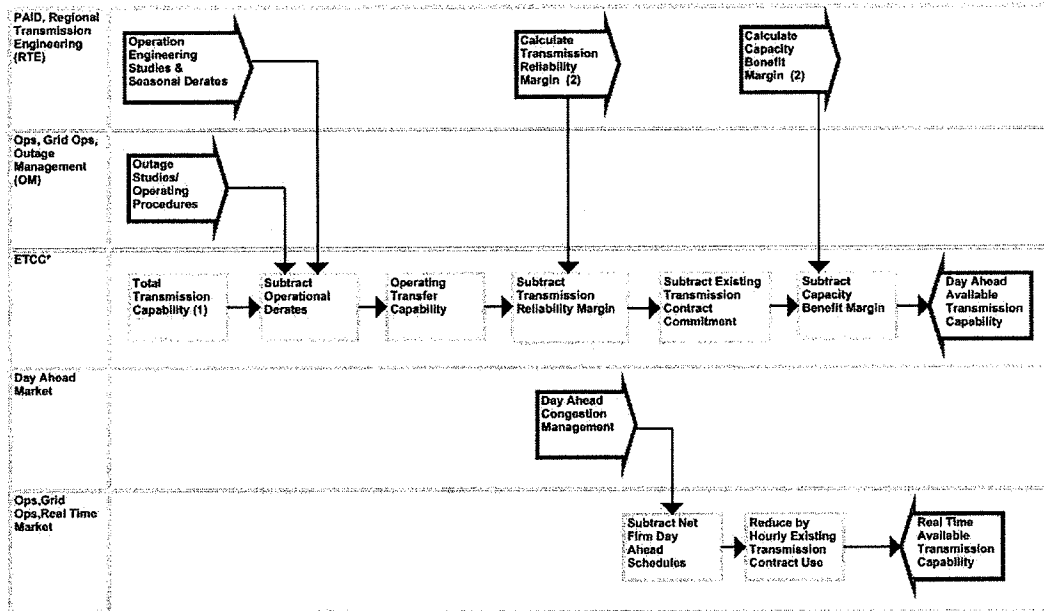 PAID, Regional
Transmission
Engineering
(RTE)
Operation
Engineering
Studies &
Seasonal Derates
Calculate
Transmission
Reliability
Margin (2)
Calculate
Capacity
Benefit
Margin (2)
Ops, Grid Ops,
Outage
Management
(OM)
Outage
Studies/
Operating
Procedures
ETCC*
Total
Transmission
Capability (1)
Subtract
Operational
Derates
Operating
Transfer
Capability
Subtract
Transmission
Reliability Margin
Subtract Existing
Transmission
Contract
Commitment
Subtract
Capacity
Benefit Margin
Day Ahead
Available
Transmission
Capability
Day Ahead
Market
Day Ahead
Congestion
Management
Ops,Grid
Ops,Real Time
Market
Subtract Net
Firm Day
Ahead
Schedules
Reduce by
Hourly Existing
Transmission
Contract Use
Real Time
Available
Transmission
Capability